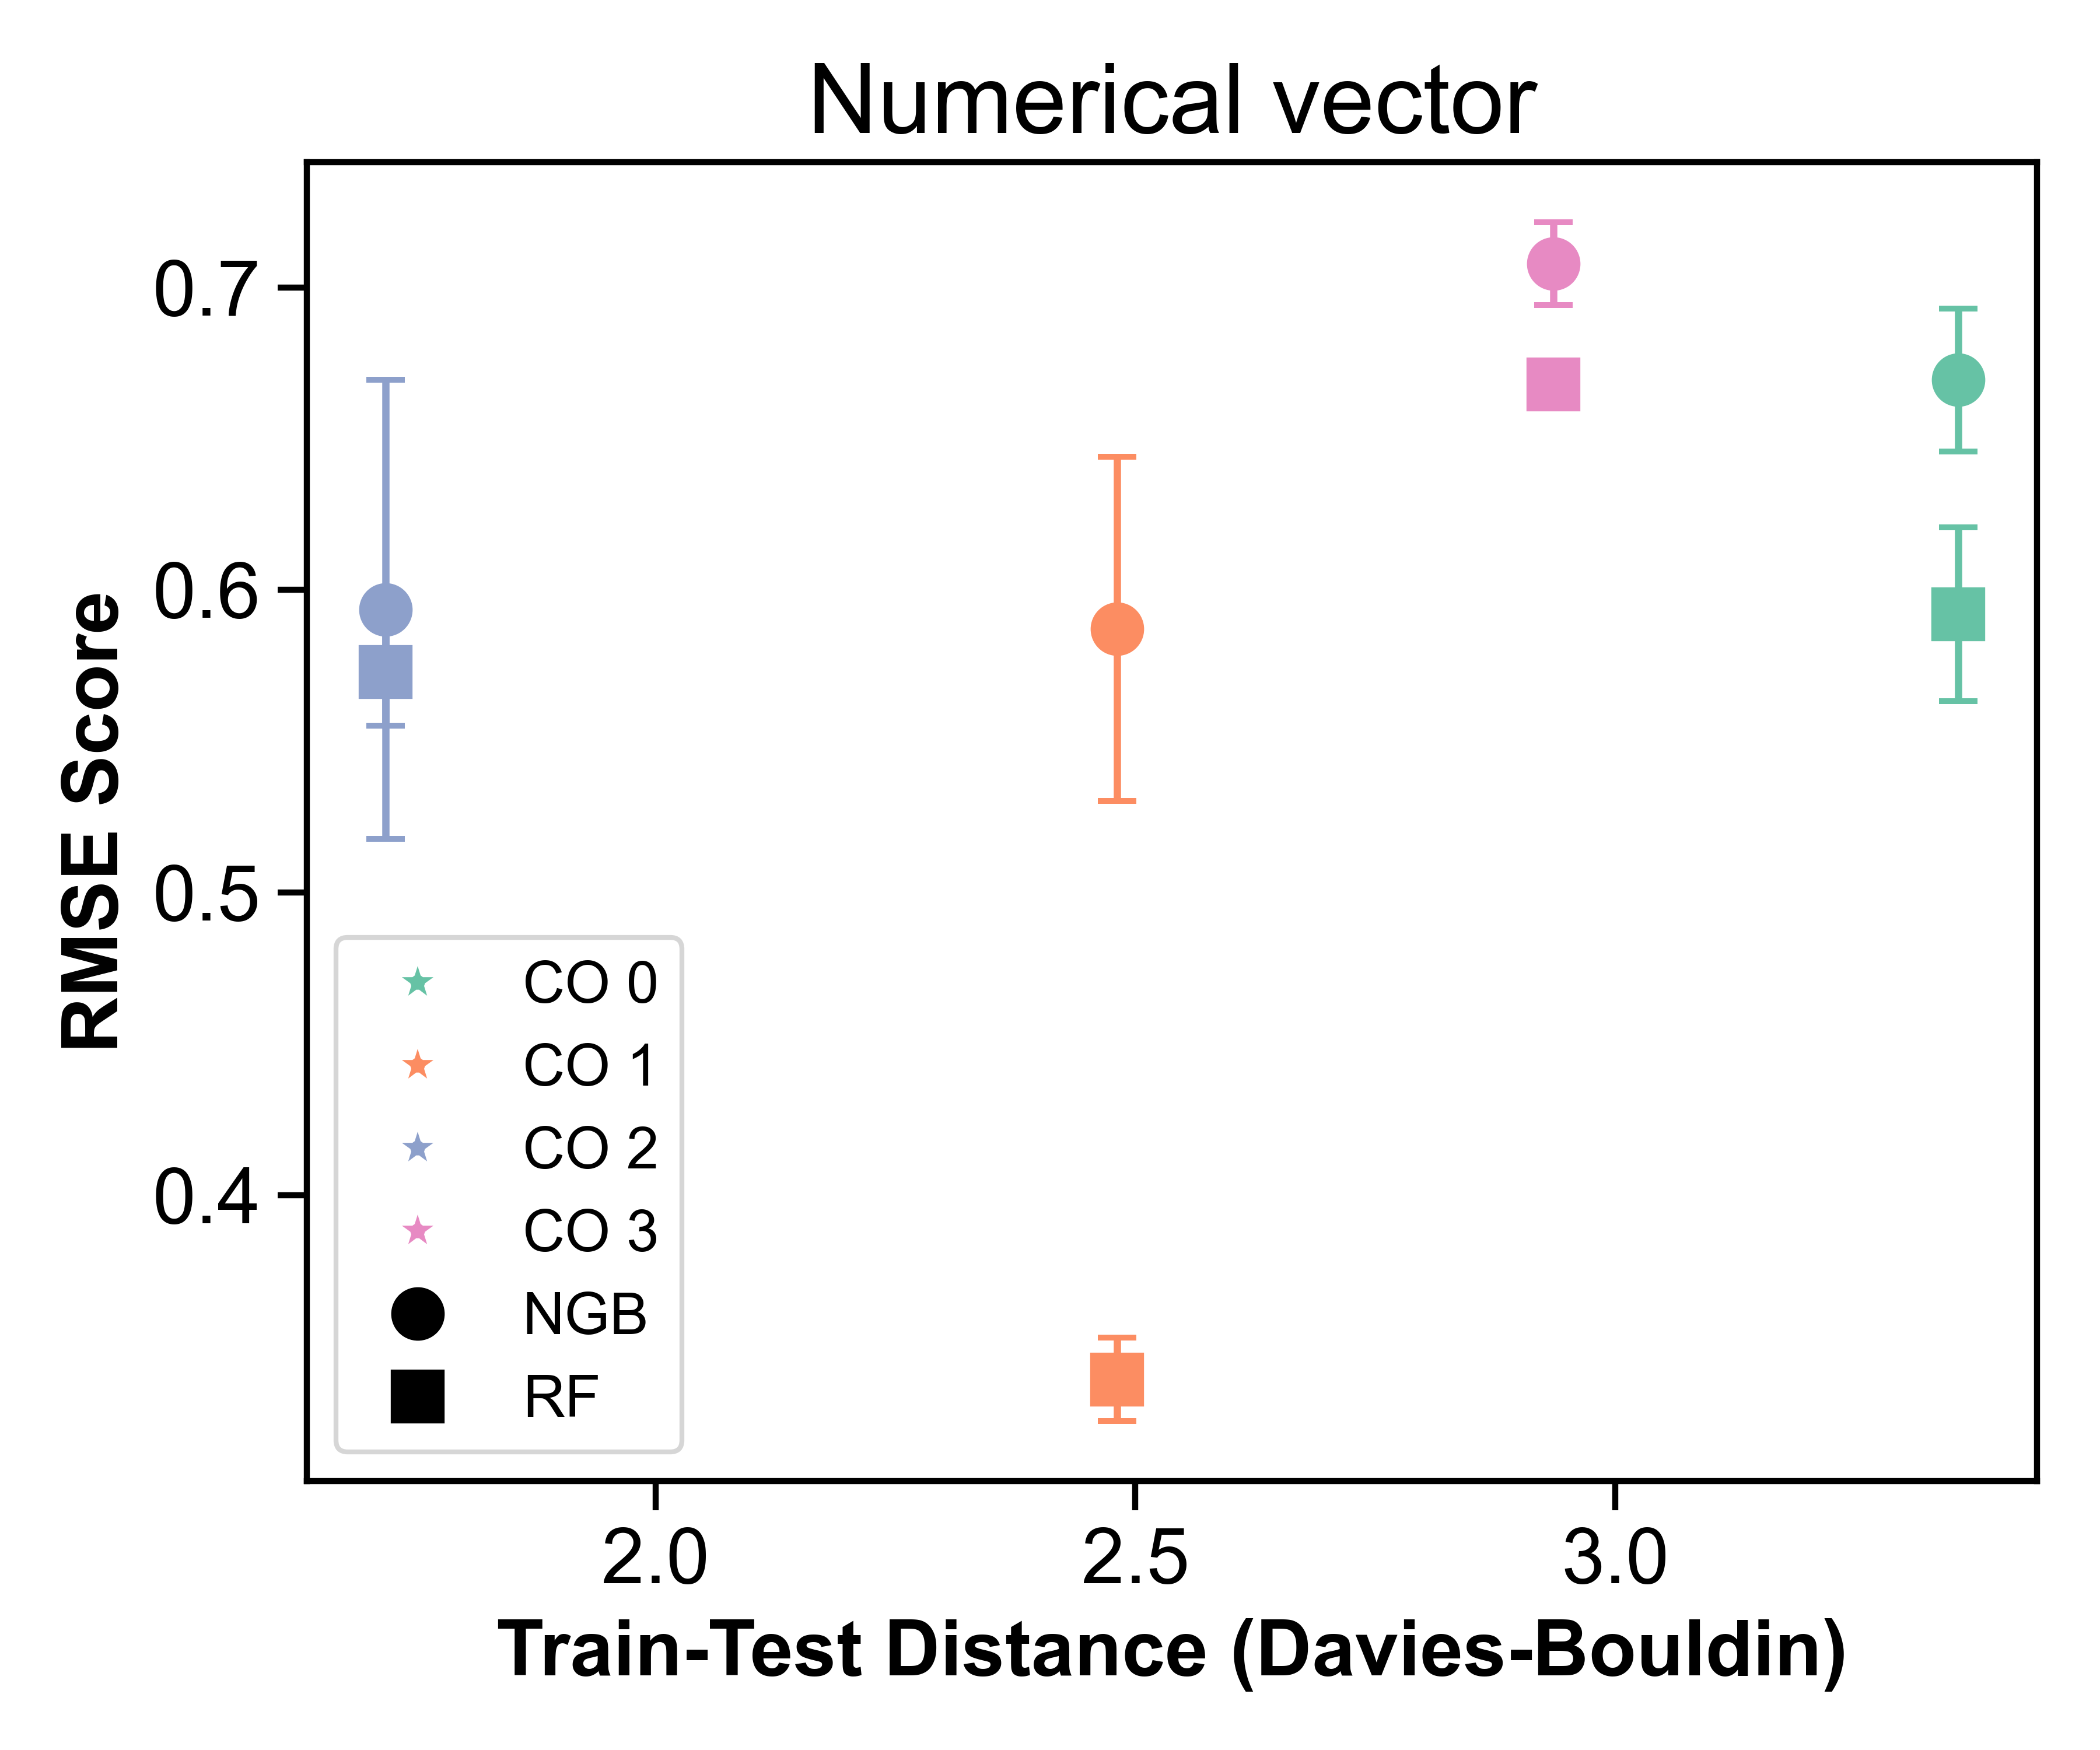 Numerical vector
RMSE Score
0.7
0.6
0.5
0.4
CO 0
CO 1
CO 2
CO 3
NGB
RF
2.0 2.5 3.0
Train-Test Distance (Davies-Bouldin)